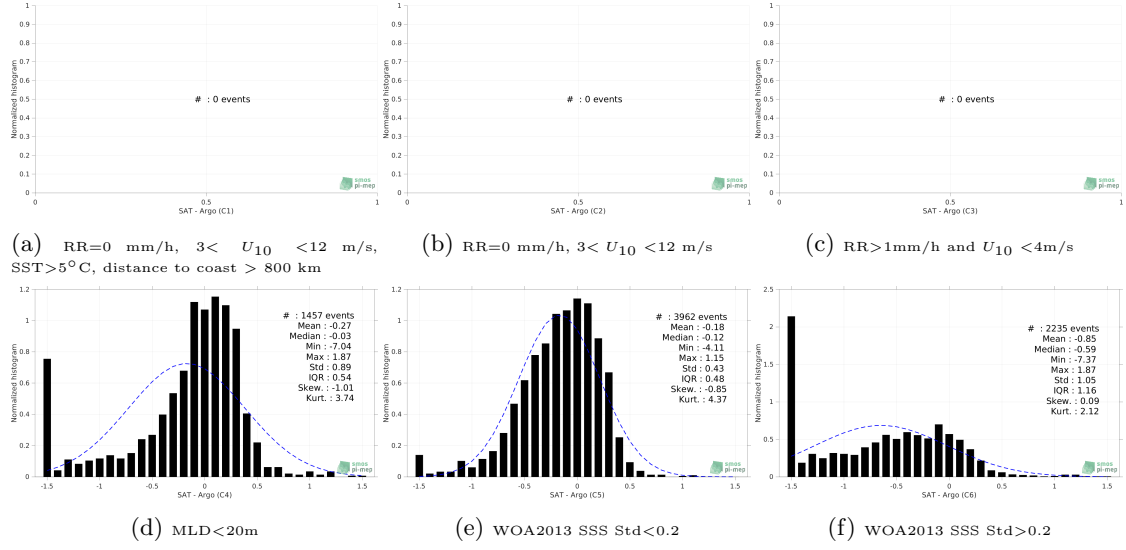 1
0.9
0.8
0.7
0.6
0.5
0.4
0.3
0.2
0.1
0
Normalized histogram
# : 0 events
smos
pi-mep
0 0.5 1
SAT - Argo (C1)
(a) RR=0 mm/h, 3< U10 <12 m/s,
SST>5°C, distance to coast > 800 km
1
0.9
0.8
0.7
0.6
0.5
0.4
0.3
0.2
0.1
0
Normalized histogram
# : 0 events
smos
pi-mep
0 0.5 1
SAT - Argo (C2)
(b) RR=0 mm/h, 3< U10 <12 m/s
1
0.9
0.8
0.7
0.6
0.5
0.4
0.3
0.2
0.1
0
Normalized histogram
# : 0 events
smos
pi-mep
0 0.5 1
SAT - Argo (C3)
(c) RR>1mm/h and U10 <4m/s
1.2
1
0.8
0.6
0.4
0.2
0
Normalized histogram
# : 1457 events
Mean : -0.27
Median : -0.03
Min : -7.04
Max : 1.87
Std : 0.89
IQR : 0.54
Skew. : -1.01
Kurt. : 3.74
smos
pi-mep
-1.5 -1 -0.5 0 0.5 1 1.5
SAT - Argo (C4)
(d) MLD<20m
1.2
1
0.8
0.6
0.4
0.2
0
Normalized histogram
# : 3962 events
Mean : -0.18
Median : -0.12
Min : -4.11
Max : 1.15
Std : 0.43
IQR : 0.48
Skew. : -0.85
Kurt. : 4.37
smos
pi-mep
-1.5 -1 -0.5 0 0.5 1 1.5
SAT - Argo (C5)
(e) WOA2013 SSS Std<0.2
2.5
2
1.5
1
0.5
0
Normalized histogram
# : 2235 events
Mean : -0.85
Median : -0.59
Min : -7.37
Max : 1.87
Std : 1.05
IQR : 1.16
Skew. : 0.09
Kurt. : 2.12
smos
pi-mep
-1.5 -1 -0.5 0 0.5 1 1.5
SAT - Argo (C6)
(f) WOA2013 SSS Std>0.2